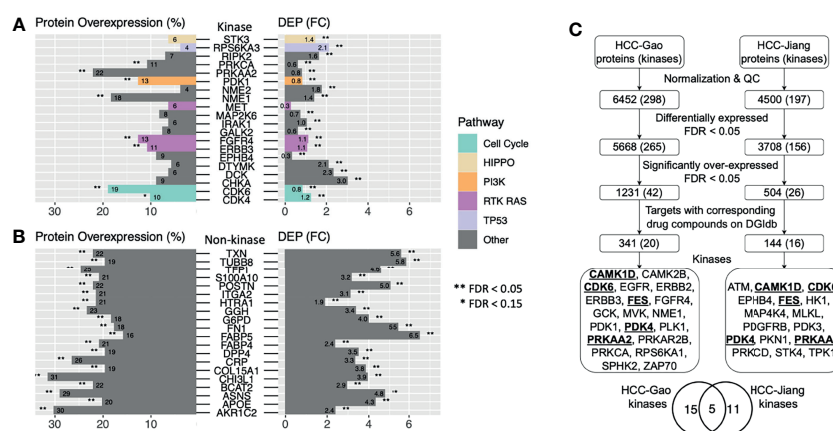 A
Protein Overexpression (%) Kinase DEP (FC)
6 STK3 1.4 **
4 RPS6KA3 2.1 **
7 RIPK2 1.6 **
** 11 PRKCA 0.6 **
** 22 PRKAA2 0.8 **
** 13 PDK1 0.8 **
4 NME2 **
** 18 NME1 1.4 **
6 MET 0.3
8 MAP2K6 0.7 **
6 IRAK1 1.0 **
8 GALK2 0.6 **
** 13 FGFR4 1.1 **
** 11 ERBB3 1.1 **
9 EPHB4 0.3
6 DTYMK 2.1 **
6 DCK 2.3 **
9 CHKA 3.0 **
** 19 CDK6 0.8 **
* 10 CDK4 1.2 **
30 20 10 0 0 2 4 6
Pathway
Cell Cycle
HIPPO
PI3K
RTK RAS
TP53
Other
** FDR < 0.05
* FDR < 0.15
B
Protein Overexpression (%) Non-kinase DEP (FC)
** 22 TXN 5.6 **
** 19 TUBB8 5.8 **
TFPI
** 21 S100A10 3.2 **
** 22 POSTN 5.0 **
** 21 ITGA2 3.1 **
** 21 HTRA1 1.9 **
** 23 GGH 3.4 **
** 18 G6PD 4.0 **
** 18 FN1 5.5 **
** 16 FABP5 6.5 **
** 21 FABP4 2.4 **
** 19 DPP4 3.5 **
** 26 CRP 3.3 **
** 19 COL15A1 3.8 **
** 31 CHI3L1 3.9 **
** 22 BCAT2 2.9 **
** 29 ASNS 4.8 **
** 20 APOE 4.3 **
** 30 AKR1C2 2.4 **
30 20 10 0 0 2 4 6
C
HCC-Gao proteins (kinases)
HCC-Jiang proteins (kinases)
Normalization & QC
6452 (298) 4500 (197)
Differentially expressed
FDR < 0.05
5668 (265) 3708 (156)
Significantly over-expressed
FDR < 0.05
1231 (42) 504 (26)
Targets with corresponding
drug compounds on DGIdb
341 (20) 144 (16)
Kinases
CAMK1D, CAMK2B,
CDK6, EGFR, ERBB2,
ERBB3, FES, FGFR4,
GCK, MVK, NME1,
PDK1, PDK4, PLK1,
PRKAA2, PRKAR2B,
PRKCA, RPS6KA1,
SPHK2, ZAP70
ATM, CAMK1D, CDK6
EPHB4, FES, HK1,
MAP4K4, MLKL,
PDGFRB, PDK3,
PDK4, PKN1, PRKAA
PRKCD, STK4, TPK1
HCC-Gao kinases
15 5 11
HCC-Jiang kinases